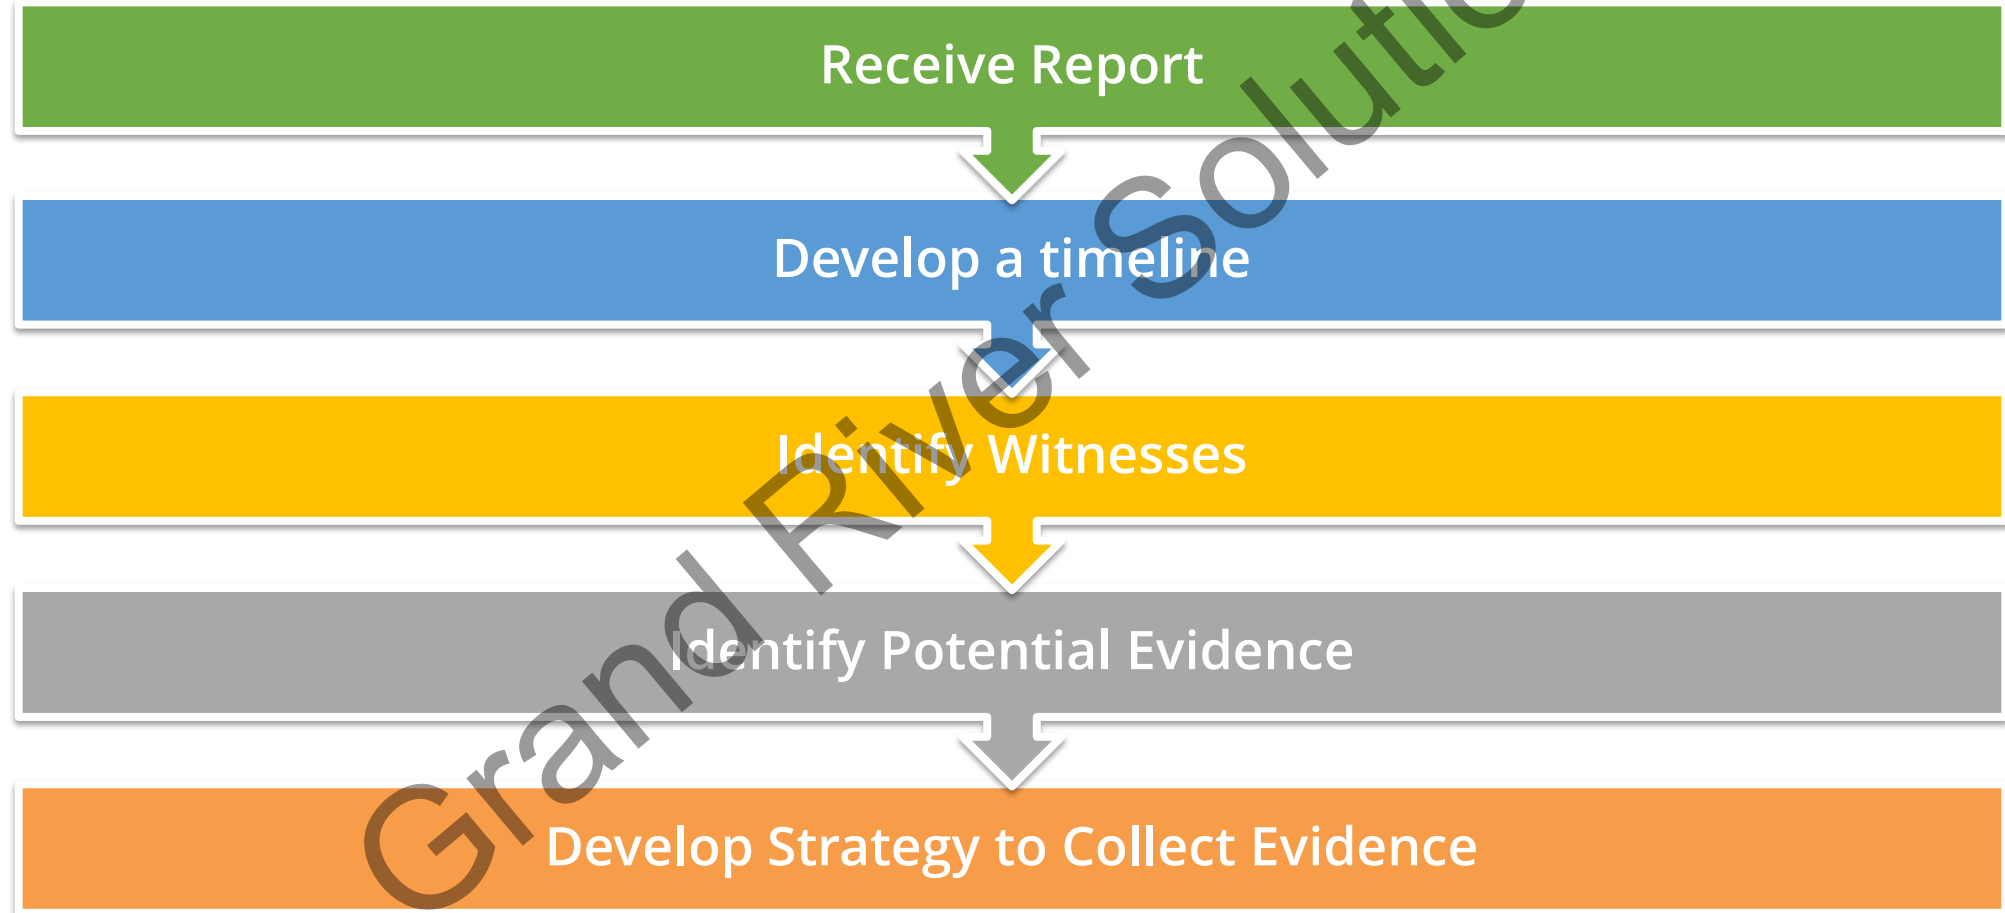 Receive Report
Develop a timeline
Identify Witnesses
Identify Potential Evidence
Develop Strategy to Collect Evidence
Grand River Solutio